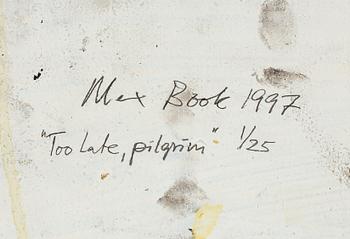 Max Book 1997
"Too late, pilgrim" 1/25